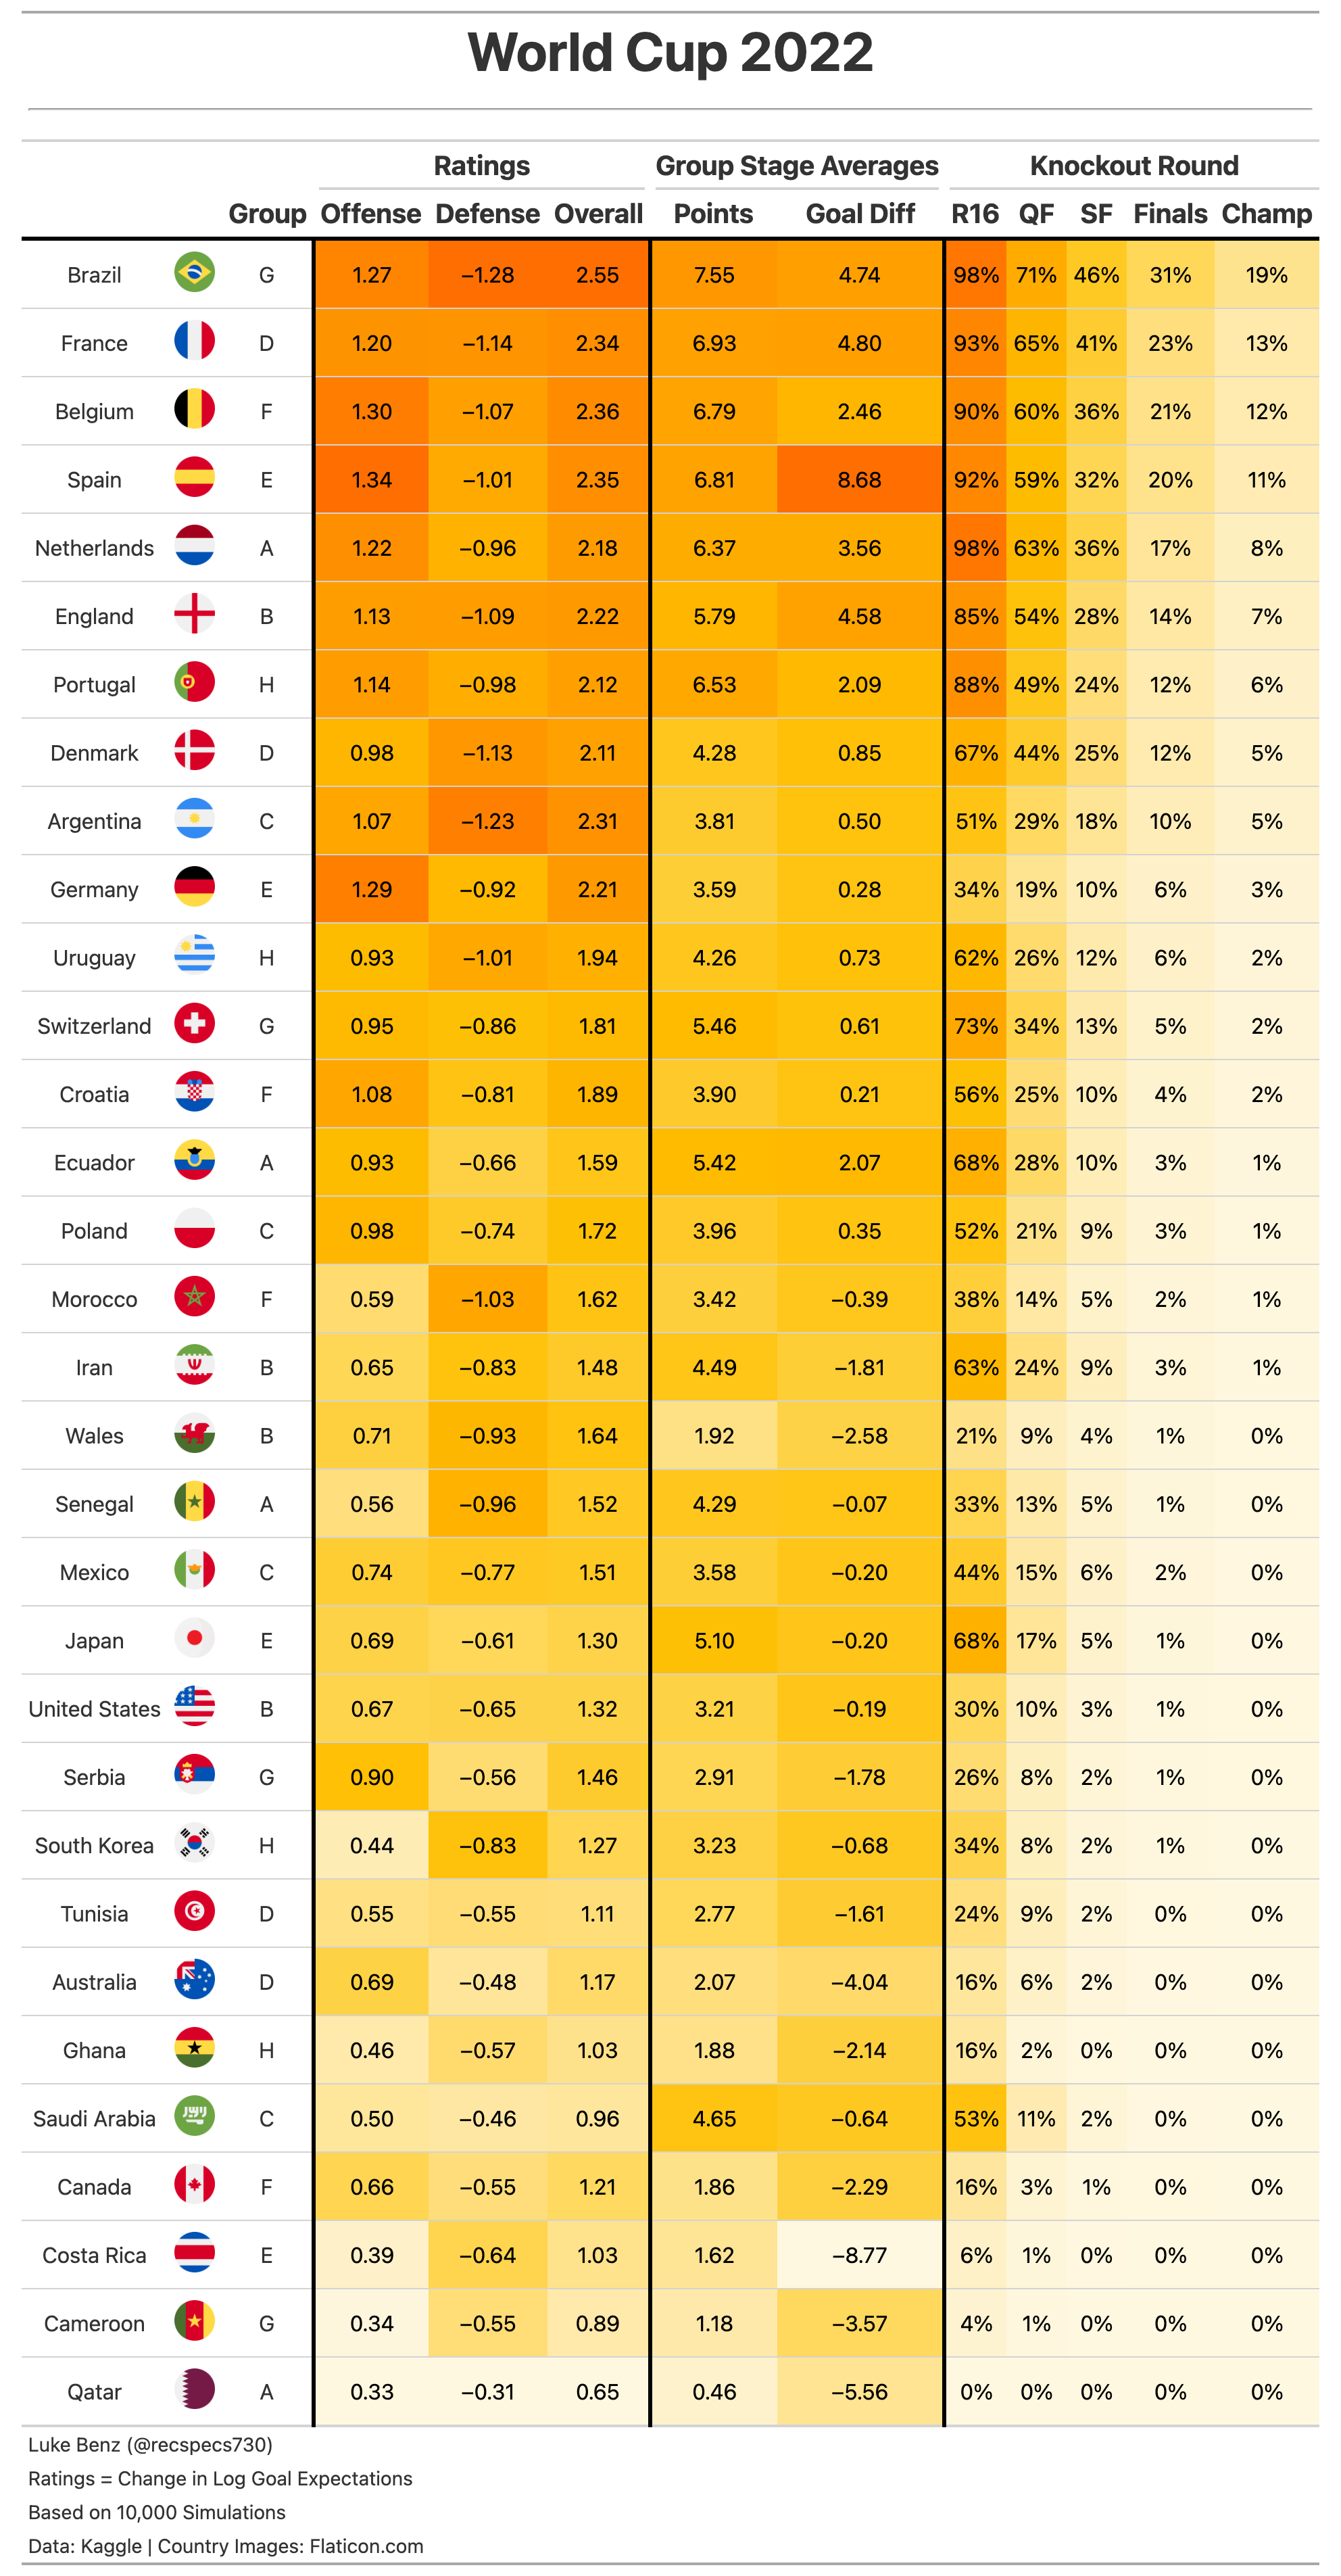 World Cup 2022
Ratings Group Stage Averages Knockout Round
Group Offense Defense Overall Points Goal Diff R16 QF SF Finals Champ
Brazil G 1.27 −1.28 2.55 7.55 4.74 98% 71% 46% 31% 19%
France D 1.20 −1.14 2.34 6.93 4.80 93% 65% 41% 23% 13%
Belgium F 1.30 −1.07 2.36 6.79 2.46 90% 60% 36% 21% 12%
Spain E 1.34 −1.01 2.35 6.81 8.68 92% 59% 32% 20% 11%
Netherlands A 1.22 −0.96 2.18 6.37 3.56 98% 63% 36% 17% 8%
England B 1.13 −1.09 2.22 5.79 4.58 85% 54% 28% 14% 7%
Portugal H 1.14 −0.98 2.12 6.53 2.09 88% 49% 24% 12% 6%
Denmark D 0.98 −1.13 2.11 4.28 0.85 67% 44% 25% 12% 5%
Argentina C 1.07 −1.23 2.31 3.81 0.50 51% 29% 18% 10% 5%
Germany E 1.29 −0.92 2.21 3.59 0.28 34% 19% 10% 6% 3%
Uruguay H 0.93 −1.01 1.94 4.26 0.73 62% 26% 12% 6% 2%
Switzerland G 0.95 −0.86 1.81 5.46 0.61 73% 34% 13% 5% 2%
Croatia F 1.08 −0.81 1.89 3.90 0.21 56% 25% 10% 4% 2%
Ecuador A 0.93 −0.66 1.59 5.42 2.07 68% 28% 10% 3% 1%
Poland C 0.98 −0.74 1.72 3.96 0.35 52% 21% 9% 3% 1%
Morocco F 0.59 −1.03 1.62 3.42 −0.39 38% 14% 5% 2% 1%
Iran B 0.65 −0.83 1.48 4.49 −1.81 63% 24% 9% 3% 1%
Wales B 0.71 −0.93 1.64 1.92 −2.58 21% 9% 4% 1% 0%
Senegal A 0.56 −0.96 1.52 4.29 −0.07 33% 13% 5% 1% 0%
Mexico C 0.74 −0.77 1.51 3.58 −0.20 44% 15% 6% 2% 0%
Japan E 0.69 −0.61 1.30 5.10 −0.20 68% 17% 5% 1% 0%
United States B 0.67 −0.65 1.32 3.21 −0.19 30% 10% 3% 1% 0%
Serbia G 0.90 −0.56 1.46 2.91 −1.78 26% 8% 2% 1% 0%
South Korea H 0.44 −0.83 1.27 3.23 −0.68 34% 8% 2% 1% 0%
Tunisia D 0.55 −0.55 1.11 2.77 −1.61 24% 9% 2% 0% 0%
Australia D 0.69 −0.48 1.17 2.07 −4.04 16% 6% 2% 0% 0%
Ghana H 0.46 −0.57 1.03 1.88 −2.14 16% 2% 0% 0% 0%
Saudi Arabia C 0.50 −0.46 0.96 4.65 −0.64 53% 11% 2% 0% 0%
Canada F 0.66 −0.55 1.21 1.86 −2.29 16% 3% 1% 0% 0%
Costa Rica E 0.39 −0.64 1.03 1.62 −8.77 6% 1% 0% 0% 0%
Cameroon G 0.34 −0.55 0.89 1.18 −3.57 4% 1% 0% 0% 0%
Qatar A 0.33 −0.31 0.65 0.46 −5.56 0% 0% 0% 0% 0%
Luke Benz (@recspecs730)
Ratings = Change in Log Goal Expectations
Based on 10,000 Simulations
Data: Kaggle | Country Images: Flaticon.com